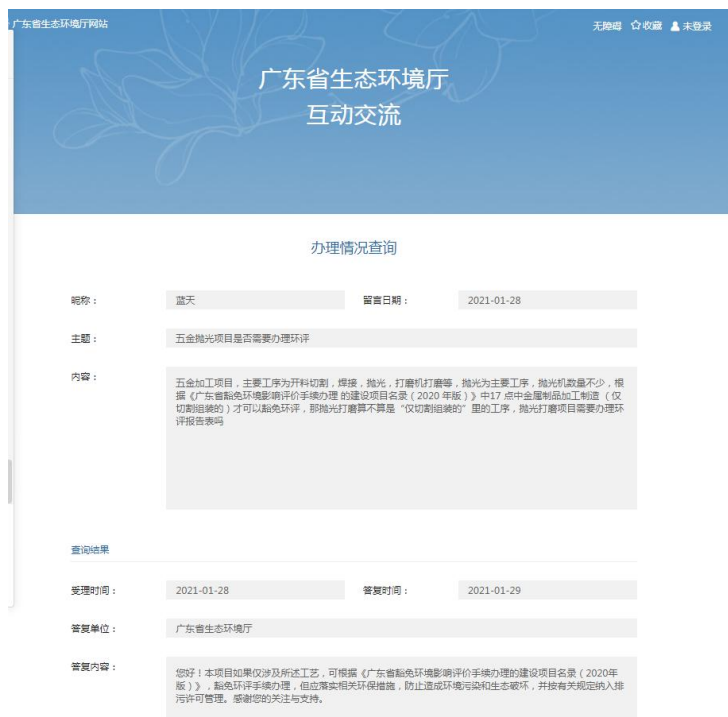 广东省生态环境厅网站
无障碍 收藏 未登录
广东省生态环境厅
互动交流
办理情况查询
昵称：
蓝天
留言日期：
2021-01-28
主题：
五金抛光项目是否需要办理环评
内容：
五金加工项目，主要工序为开料切割，焊接，抛光，打磨机打磨等，抛光为主要工序，抛光机数量不少，根
据《广东省豁免环境影响评价手续办理 的建设项目名录（2020 年版）》中17 点中金属制品加工制造 （仅
切割组装的）才可以豁免环评，那抛光打磨算不算是“仅切割组装的”里的工序，抛光打磨项目需要办理环
评报告表吗
查询结果
受理时间：
2021-01-28
答复时间：
2021-01-29
答复单位：
广东省生态环境厅
答复内容：
您好！本项目如果仅涉及所述工艺，可根据《广东省豁免环境影响评价手续办理的建设项目名录（2020年
版）》，豁免环评手续办理，但应落实相关环保措施，防止造成环境污染和生态破坏，并按有关规定纳入排
污许可管理。感谢您的关注与支持。